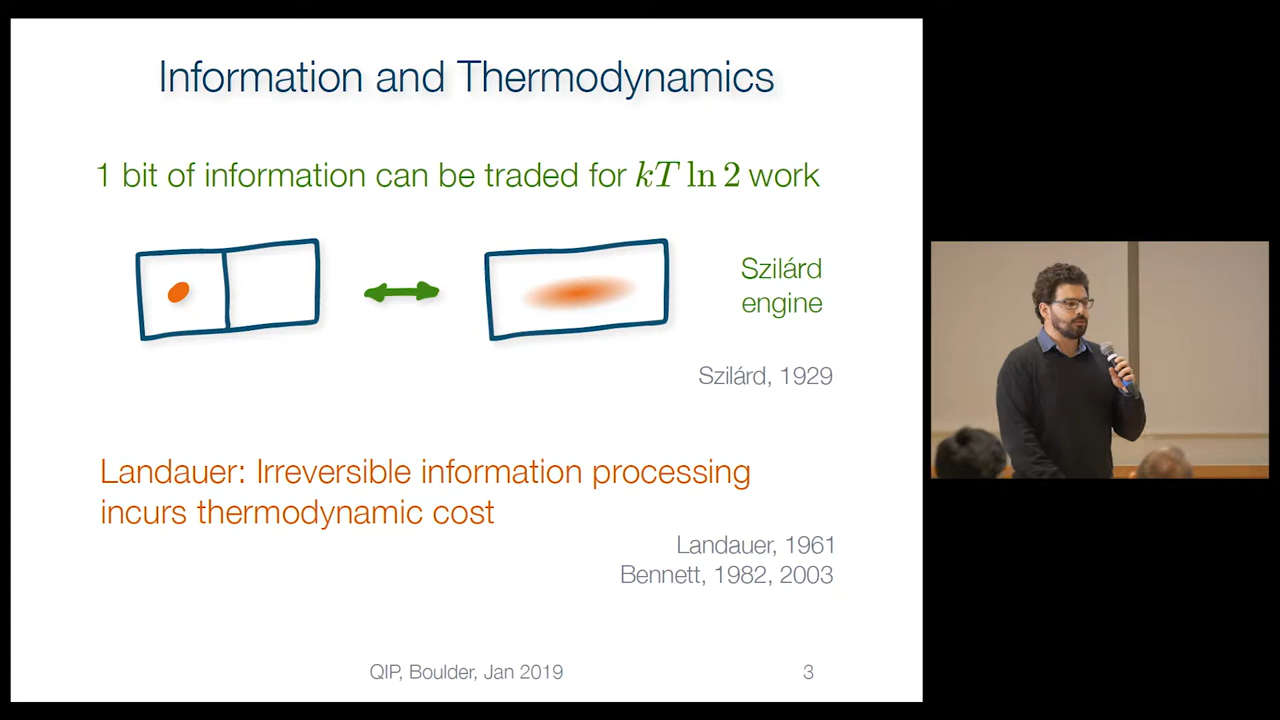 Information and Thermodynamics
1 bit of information can be traded for kT ln 2 work
Szilárd
engine
Szilárd, 1929
Landauer: Irreversible information processing
incurs thermodynamic cost
Landauer, 1961
Bennett, 1982, 2003
QIP, Boulder, Jan 2019 3